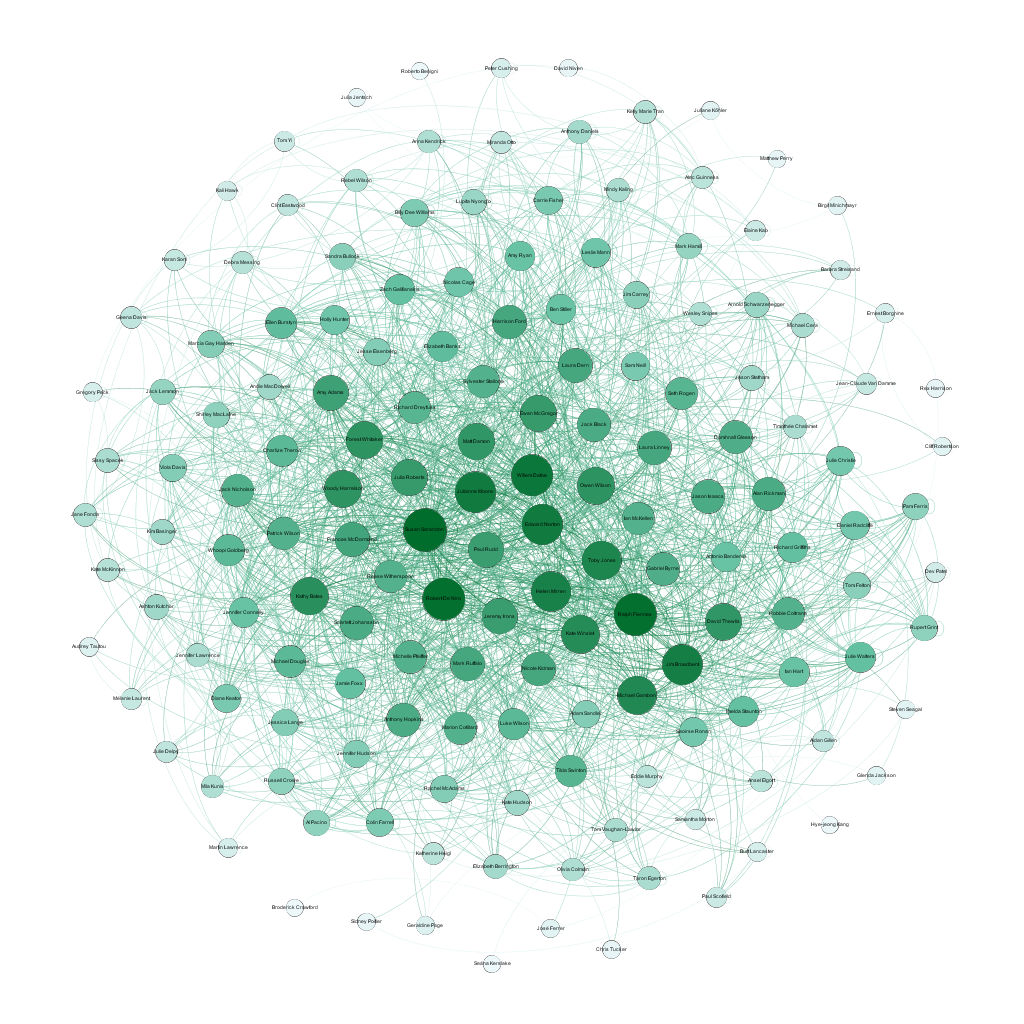 Peter Cushing
David Niven
Roberto Benigni
Julia Jentsch
Kelly Marie Tran
Juliane Köhler
Anthony Daniels
Tom Yi
Anna Kendrick
Miranda Otto
Matthew Perry
Alec Guinness
Rebel Wilson
Kali Hawk
Mindy Kaling
Lupita Nyong'o
Carrie Fisher
Clint Eastwood
Billy Dee Williams
Birgit Minichmayr
Elaine Kab
Mark Hamill
Leslie Mann
Amy Ryan
Sandra Bullock
Karan Soni
Debra Messing
Barbra Streisand
Nicolas Cage
Zach Galifianakis
Jim Carrey
Arnold Schwarzenegger
Ben Stiller
Wesley Snipes
Ernest Borgnine
Geena Davis
Harrison Ford
Holly Hunter
Ellen Burstyn
Michael Cera
Marcia Gay Harden
Elizabeth Banks
Jesse Eisenberg
Laura Dern
Sam Neill
Jason Statham
Sylvester Stallone
Jean-Claude Van Damme
Andie MacDowell
Rex Harrison
Gregory Peck
Jack Lemmon
Amy Adams
Seth Rogen
Richard Dreyfuss
Ewan McGregor
Shirley MacLaine
Jack Black
Timothée Chalamet
Domhnall Gleeson
Forest Whitaker
Matt Damon
Laura Linney
Cliff Robertson
Charlize Theron
Sissy Spacek
Julie Christie
Viola Davis
Willem Dafoe
Julia Roberts
Owen Wilson
Woody Harrelson
Jack Nicholson
Julianne Moore
Alan Rickman
Jason Isaacs
Pam Ferris
Jane Fonda
Ian McKellen
Edward Norton
Daniel Radcliffe
Susan Sarandon
Kim Basinger
Patrick Wilson
Frances McDormand
Richard Griffiths
Whoopi Goldberg
Paul Rudd
Antonio Banderas
Toby Jones
Gabriel Byrne
Kate McKinnon
Dev Patel
Reese Witherspoon
Tom Felton
Helen Mirren
Kathy Bates
Robert De Niro
Ashton Kutcher
Jennifer Connelly
Robbie Coltrane
Ralph Fiennes
Jeremy Irons
David Thewlis
Scarlett Johansson
Rupert Grint
Kate Winslet
Audrey Tautou
Jennifer Lawrence
Michelle Pfeiffer
Julie Walters
Michael Douglas
Mark Ruffalo
Jim Broadbent
Nicole Kidman
Ian Hart
Jamie Foxx
Michael Gambon
Mélanie Laurent
Diane Keaton
Steven Seagal
Imelda Staunton
Adam Sandler
Anthony Hopkins
Jessica Lange
Luke Wilson
Marion Cotillard
Saoirse Ronan
Aidan Gillen
Julie Delpy
Jennifer Hudson
Tilda Swinton
Glenda Jackson
Eddie Murphy
Russell Crowe
Ansel Elgort
Mila Kunis
Rachel McAdams
Kate Hudson
Samantha Morton
Al Pacino
Colin Farrell
Hye-jeong Kang
Tom Vaughan-Lawlor
Martin Lawrence
Burt Lancaster
Katherine Heigl
Elizabeth Berrington
Olivia Colman
Taron Egerton
Paul Scofield
Broderick Crawford
Sidney Poitier
Geraldine Page
José Ferrer
Chris Tucker
Seana Kerslake